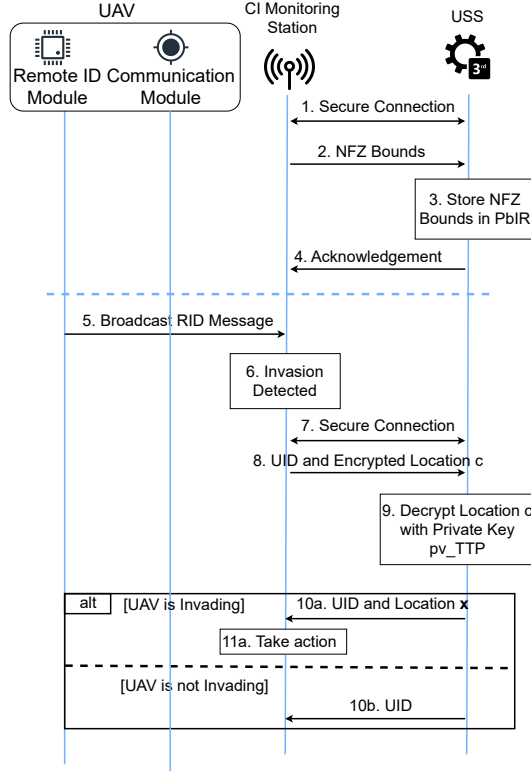 UAV
CI Monitoring
Station
USS
Remote ID
Module
Communication
Module
3rd
1. Secure Connection
2. NFZ Bounds
3. Store NFZ
Bounds in PbIR
4. Acknowledgement
5. Broadcast RID Message
6. Invasion
Detected
7. Secure Connection
8. UID and Encrypted Location c
9. Decrypt Location c
with Private Key
pv_TTP
alt
[UAV is Invading]
10a. UID and Location x
11a. Take action
[UAV is not Invading]
10b. UID